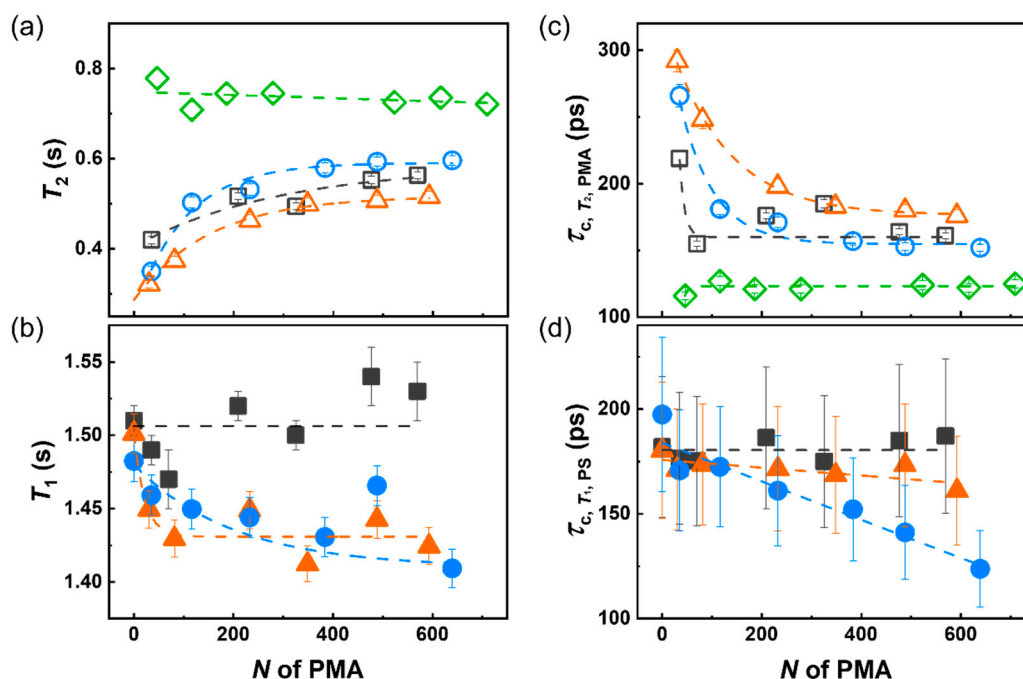 (a)
T₂ (s)
0.8
0.6
0.4
(b)
T₁ (s)
1.55
1.50
1.45
1.40
0 200 400 600
N of PMA
(c)
τc, T₂, PMA (ps)
300
200
100
(d)
τc, T₁, PS (ps)
200
150
100
0 200 400 600
N of PMA